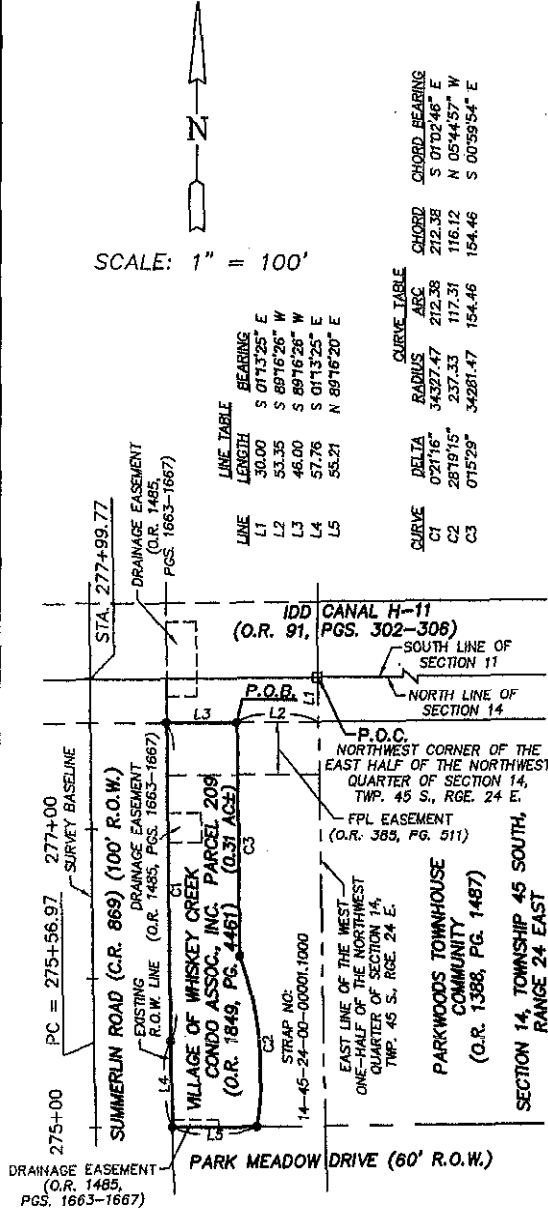 N
SCALE: 1" = 100'
LINE TABLE
LINE LENGTH BEARING
L1 30.00 S 01°13'25" E
L2 53.35 S 89°16'26" W
L3 46.00 S 89°16'26" W
L4 57.76 S 01°13'25" E
L5 55.21 N 89°16'20" E
CURVE TABLE
CURVE DELTA RADIUS ARC CHORD CHORD BEARING
C1 0°21'16" 34327.47 212.38 212.38 S 01°02'46" E
C2 28°19'15" 237.33 117.31 116.12 N 05°44'57" W
C3 0°15'29" 34281.47 154.46 154.46 S 00°59'54" E
STA. 277+99.77
DRAINAGE EASEMENT
(O.R. 1485,
PGS. 1663-1667)
IDD CANAL H-11
(O.R. 91, PGS. 302-306)
SOUTH LINE OF
SECTION 11
NORTH LINE OF
SECTION 14
P.O.B.
L1
L2
L3
P.O.C.
NORTHWEST CORNER OF THE
EAST HALF OF THE NORTHWEST
QUARTER OF SECTION 14,
TWP. 45 S., RGE. 24 E.
FPL EASEMENT
(O.R. 385, PG. 511)
277+00
SURVEY BASELINE
PC = 275+56.97
275+00
SUMMERLIN ROAD (C.R. 869) (100' R.O.W.)
EXISTING
R.O.W. LINE
DRAINAGE EASEMENT
(O.R. 1485, PGS. 1663-1667)
C1
VILLAGE OF WHISKEY CREEK
CONDO ASSOC., INC. PARCEL 209
(O.R. 1849, PG. 4461) (0.31 AC±)
C3
C2
L4
L5
STRAP NO:
14-45-24-00-00001.1000
EAST LINE OF THE WEST
ONE-HALF OF THE NORTHWEST
QUARTER OF SECTION 14,
TWP. 45 S., RGE. 24 E.
PARKWOODS TOWNHOUSE
COMMUNITY
(O.R. 1388, PG. 1487)
SECTION 14, TOWNSHIP 45 SOUTH,
RANGE 24 EAST
DRAINAGE EASEMENT
(O.R. 1485,
PGS. 1663-1667)
PARK MEADOW DRIVE (60' R.O.W.)